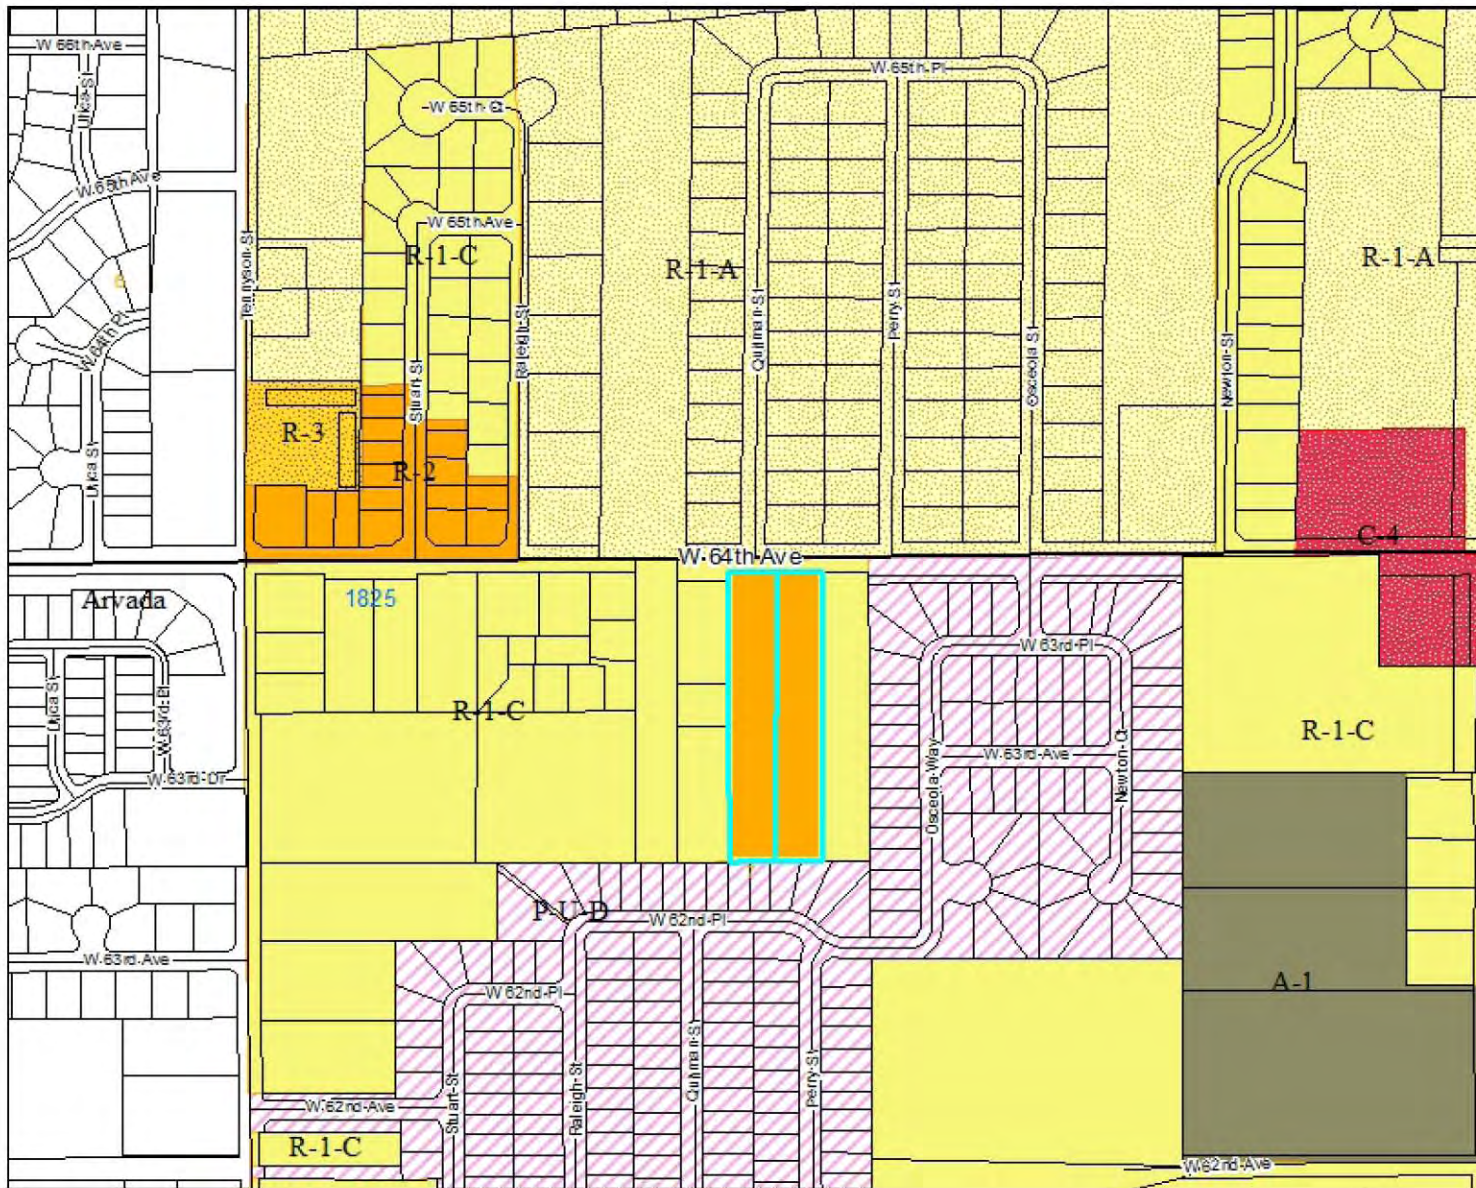 W 66th Ave
Utica St
W 65th Ave
W 64th Pl
Utica St
Tennyson St
W 65th Ct
W 65th Ave
R-1-C
Stuart St
Raleigh St
R-3
R-2
W 65th Pl
R-1-A
Quitman St
Perry St
Osceola St
Newton St
R-1-A
C-4
W 64th Ave
Arvada
1825
Utica St
W 63rd Pl
W 63rd Dr
W 63rd Ave
R-1-C
W 63rd Pl
W 63rd Ave
Osceola Way
Newton Ct
R-1-C
A-1
P-U-D
W 62nd Pl
W 62nd Pl
Stuart St
Raleigh St
Quitman St
Perry St
W 62nd Ave
R-1-C
W 62nd Ave